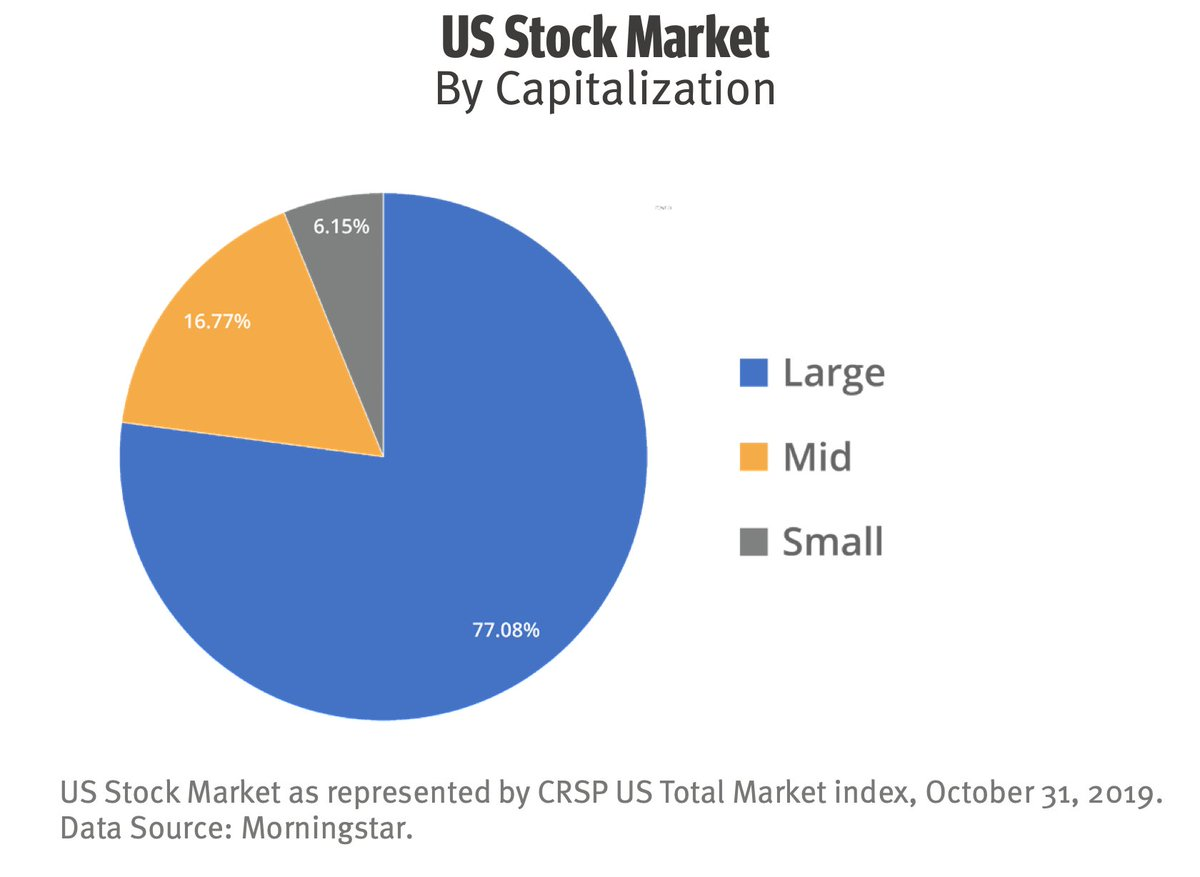 US Stock Market
By Capitalization
6.15%
16.77%
77.08%
Large
Mid
Small
US Stock Market as represented by CRSP US Total Market index, October 31, 2019.
Data Source: Morningstar.